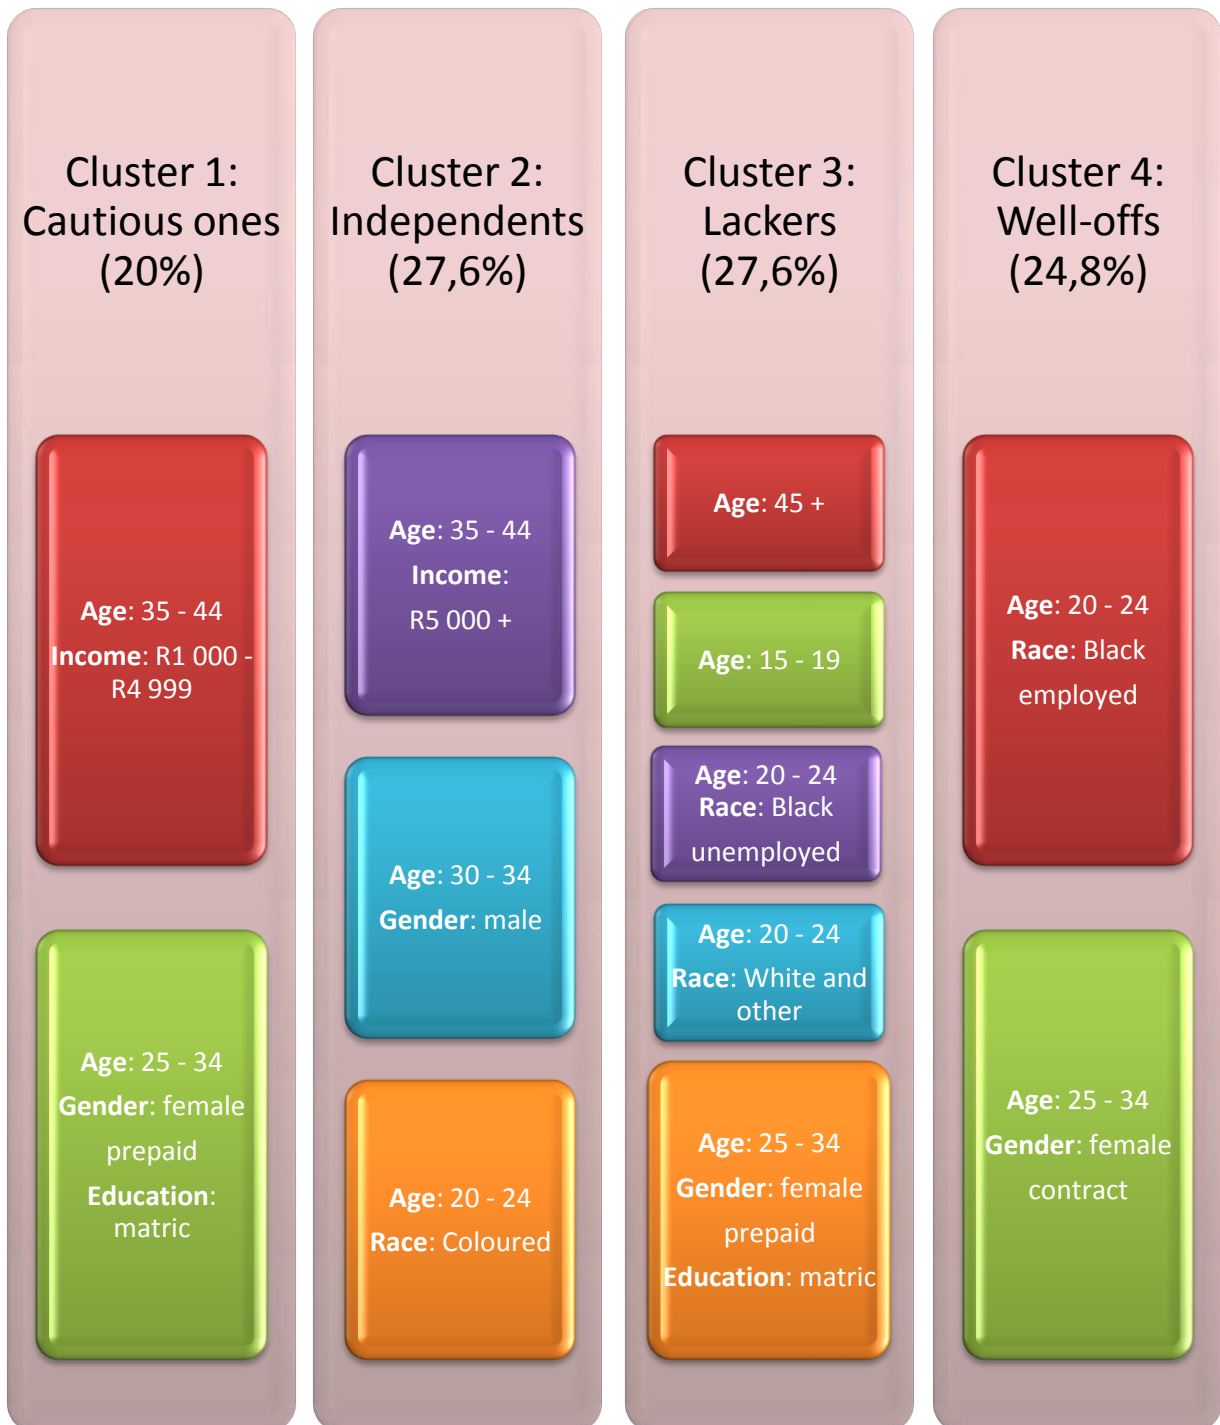 Cluster 1:
Cautious ones
(20%)
Age: 35 - 44
Income: R1 000 -
R4 999
Age: 25 - 34
Gender: female
prepaid
Education:
matric
Cluster 2:
Independents
(27,6%)
Age: 35 - 44
Income:
R5 000 +
Age: 30 - 34
Gender: male
Age: 20 - 24
Race: Coloured
Cluster 3:
Lackers
(27,6%)
Age: 45 +
Age: 15 - 19
Age: 20 - 24
Race: Black
unemployed
Age: 20 - 24
Race: White and
other
Age: 25 - 34
Gender: female
prepaid
Education: matric
Cluster 4:
Well-offs
(24,8%)
Age: 20 - 24
Race: Black
employed
Age: 25 - 34
Gender: female
contract